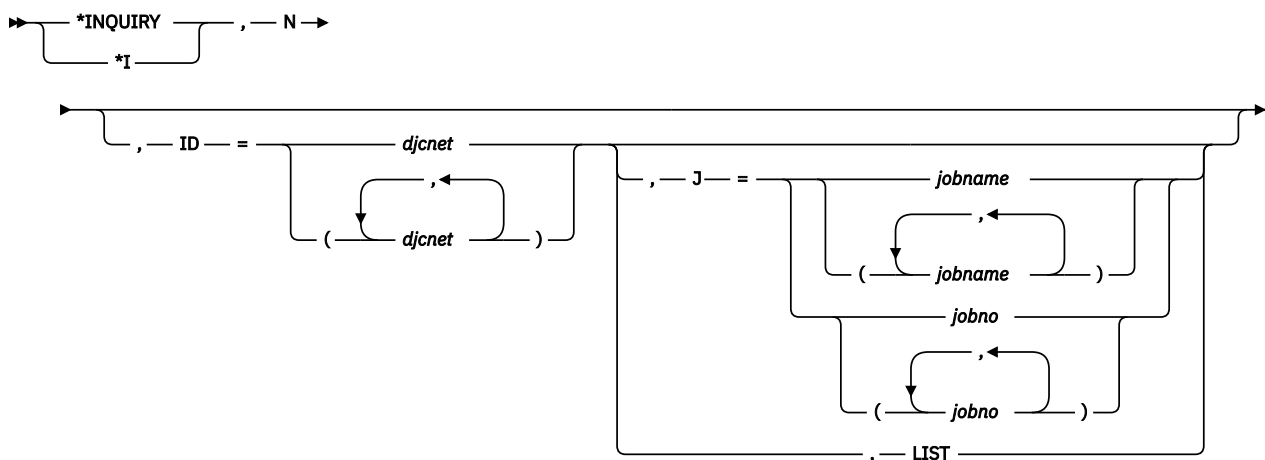 *INQUIRY , N
*I
, ID = djcnet
, J = jobname
,
( djcnet )
,
( jobname )
jobno
,
( jobno )
, LIST